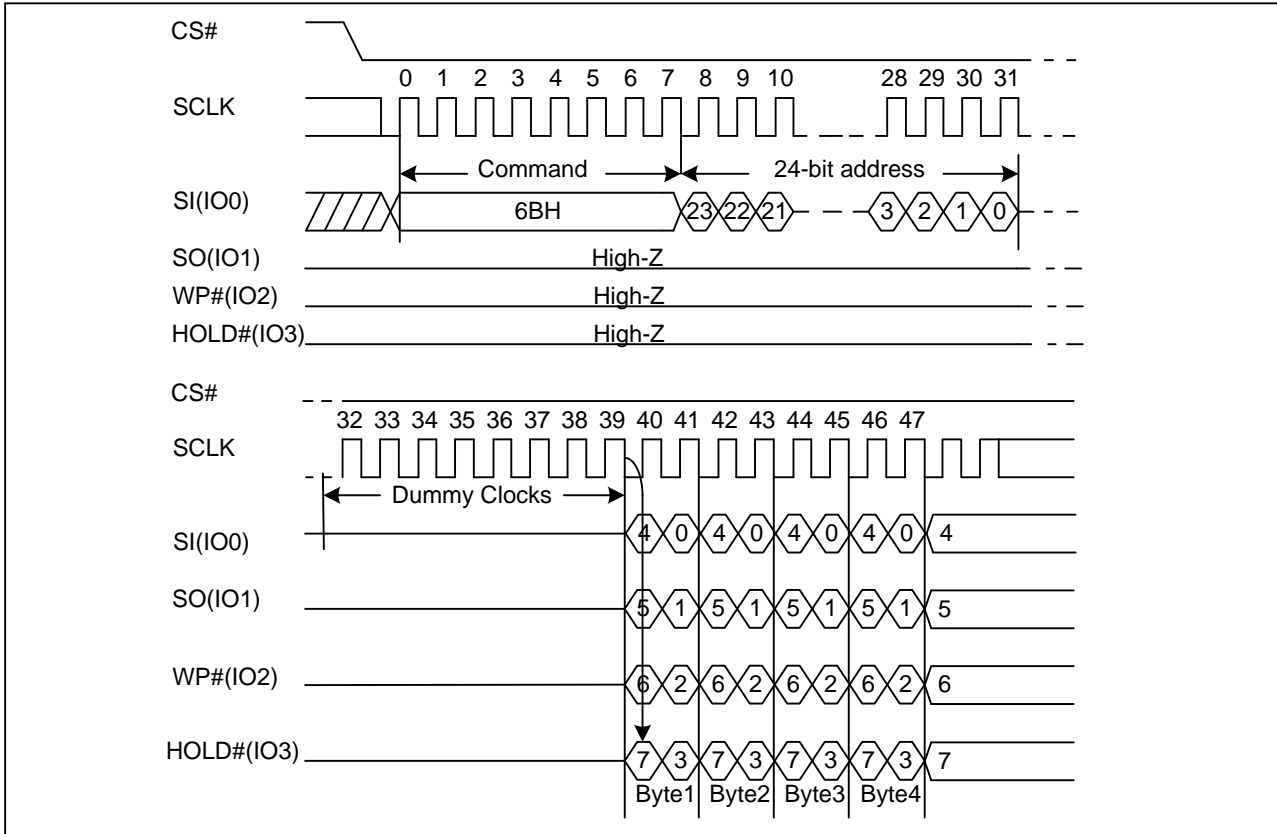 CS#
0 1 2 3 4 5 6 7 8 9 10 28 29 30 31
SCLK
Command 24-bit address
SI(IO0) 6BH 23 22 21 3 2 1 0
SO(IO1) High-Z
WP#(IO2) High-Z
HOLD#(IO3) High-Z
CS#
32 33 34 35 36 37 38 39 40 41 42 43 44 45 46 47
SCLK
Dummy Clocks
SI(IO0) 4 0 4 0 4 0 4 0 4
SO(IO1) 5 1 5 1 5 1 5 1 5
WP#(IO2) 6 2 6 2 6 2 6 2 6
HOLD#(IO3) 7 3 7 3 7 3 7 3 7
Byte1 Byte2 Byte3 Byte4